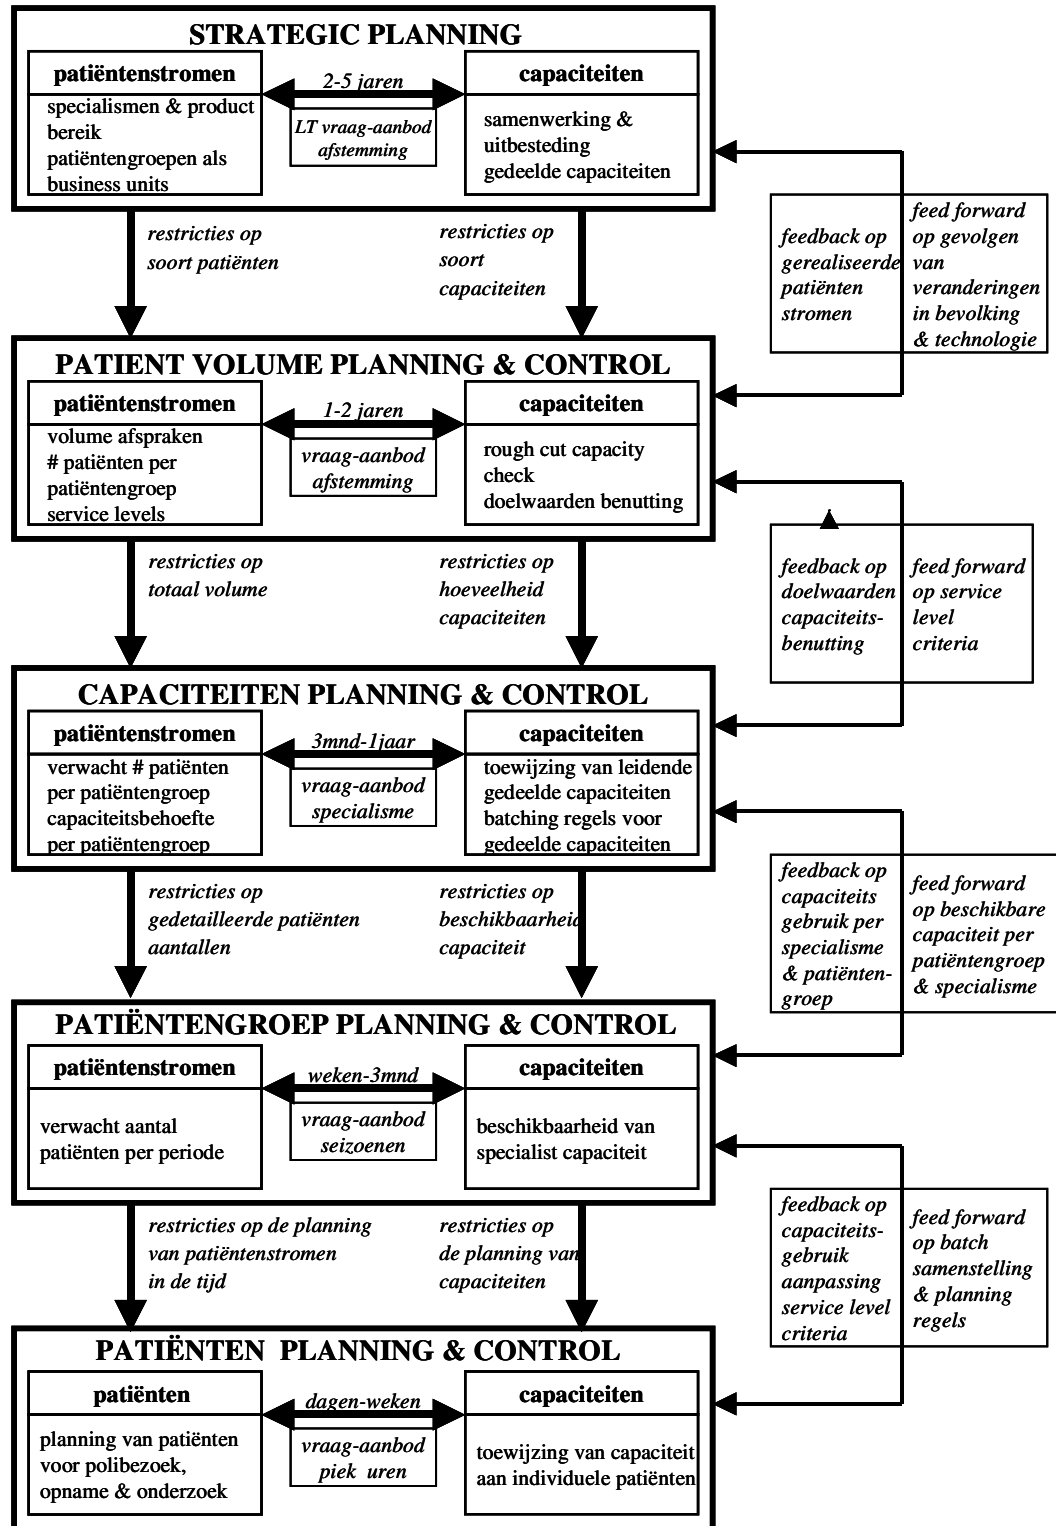 STRATEGIC PLANNING
patiëntenstromen
specialismen & product
bereik
patiëntengroepen als
business units
2-5 jaren
LT vraag-aanbod
afstemming
capaciteiten
samenwerking &
uitbesteding
gedeelde capaciteiten
restricties op
soort patiënten
restricties op
soort
capaciteiten
feedback op
gerealiseerde
patiënten
stromen
feed forward
op gevolgen
van
veranderingen
in bevolking
& technologie
PATIENT VOLUME PLANNING & CONTROL
patiëntenstromen
volume afspraken
# patiënten per
patiëntengroep
service levels
1-2 jaren
vraag-aanbod
afstemming
capaciteiten
rough cut capacity
check
doelwaarden benutting
restricties op
totaal volume
restricties op
hoeveelheid
capaciteiten
feedback op
doelwaarden
capaciteits-
benutting
feed forward
op service
level
criteria
CAPACITEITEN PLANNING & CONTROL
patiëntenstromen
verwacht # patiënten
per patiëntengroep
capaciteitsbehoefte
per patiëntengroep
3mnd-1jaar
vraag-aanbod
specialisme
capaciteiten
toewijzing van leidende
gedeelde capaciteiten
batching regels voor
gedeelde capaciteiten
restricties op
gedetailleerde patiënten
aantallen
restricties op
beschikbaarheid
capaciteit
feedback op
capaciteits
gebruik per
specialisme
& patiënten-
groep
feed forward
op beschikbare
capaciteit per
patiëntengroep
& specialisme
PATIËNTENGROEP PLANNING & CONTROL
patiëntenstromen
verwacht aantal
patiënten per periode
weken-3mnd
vraag-aanbod
seizoenen
capaciteiten
beschikbaarheid van
specialist capaciteit
restricties op de planning
van patiëntenstromen
in de tijd
restricties op
de planning van
capaciteiten
feedback op
capaciteits-
gebruik
aanpassing
service level
criteria
feed forward
op batch
samenstelling
& planning
regels
PATIËNTEN PLANNING & CONTROL
patiënten
planning van patiënten
voor polibezoek,
opname & onderzoek
dagen-weken
vraag-aanbod
piek uren
capaciteiten
toewijzing van capaciteit
aan individuele patiënten